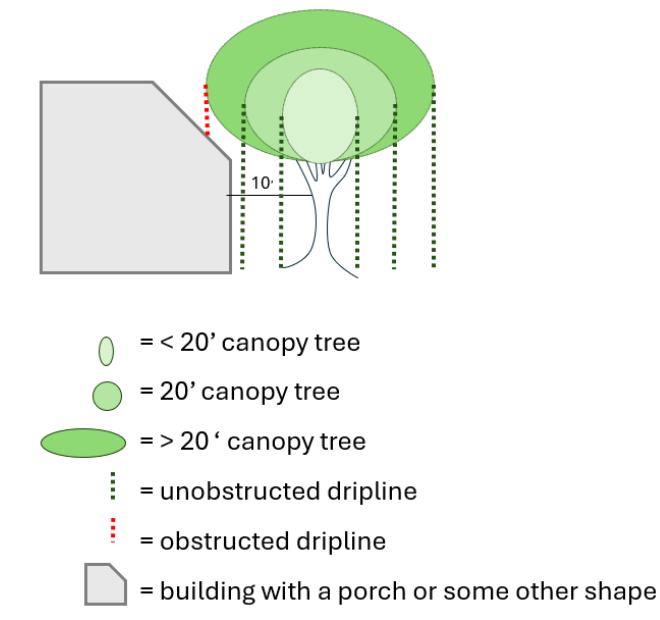 10'
= < 20’ canopy tree
= 20’ canopy tree
= > 20 ‘ canopy tree
= unobstructed dripline
= obstructed dripline
= building with a porch or some other shape